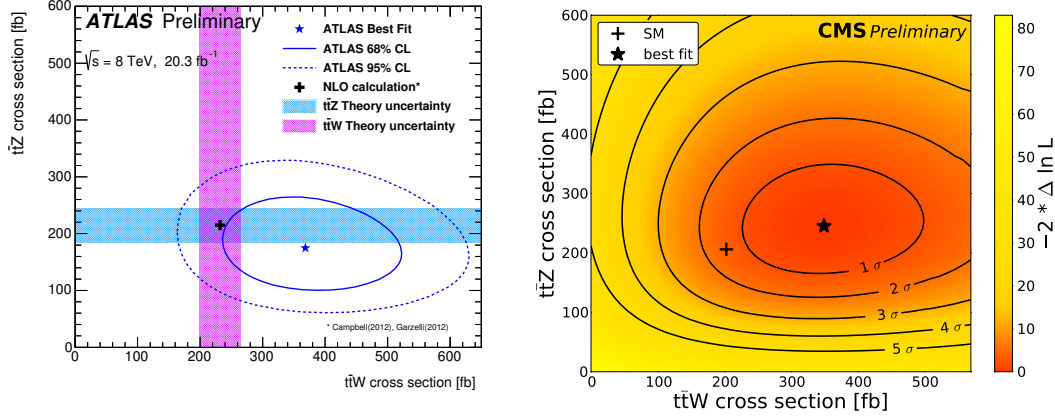 ATLAS Preliminary
√s = 8 TeV, 20.3 fb⁻¹
ATLAS Best Fit
ATLAS 68% CL
ATLAS 95% CL
NLO calculation*
tt̄Z Theory uncertainty
tt̄W Theory uncertainty
* Campbell(2012), Garzelli(2012)
tt̄Z cross section [fb]
600
500
400
300
200
100
0
0 100 200 300 400 500 600
tt̄W cross section [fb]
CMS Preliminary
SM
best fit
1 σ
2 σ
3 σ
4 σ
5 σ
tt̄Z cross section [fb]
600
500
400
300
200
100
0
0 100 200 300 400 500
tt̄W cross section [fb]
80
70
60
50
40
30
20
10
0
−2 * Δ ln L